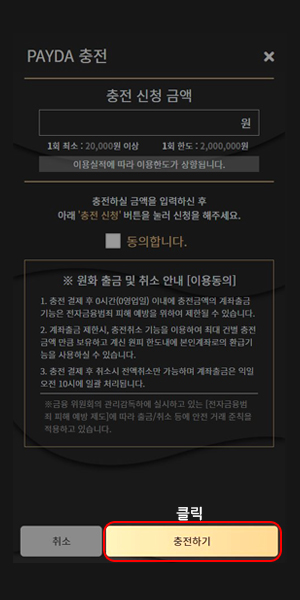 PAYDA 충전
충전 신청 금액
원
1회 최소 : 20,000원 이상 1회 한도 : 2,000,000원
이용실적에 따라 이용한도가 상향됩니다.
충전하실 금액을 입력하신 후
아래 '충전 신청' 버튼을 눌러 신청을 해주세요.
동의합니다.
※ 원화 출금 및 취소 안내 [이용동의]
1. 충전 결제 후 0시간(0영업일) 이내에 충전금액의 계좌출금
기능은 전자금융범죄 피해 예방을 위하여 제한될 수 있습니다.
2. 계좌출금 제한시, 충전취소 기능을 이용하여 최대 건별 충전
금액 만큼 보유하고 계신 원피 한도내에 본인계좌로의 환급기
능을 사용하실 수 있습니다.
3. 충전 결제 후 취소시 전액취소만 가능하며 계좌출금은 익일
오전 10시에 일괄 처리됩니다.
※금융 위원회의 관리감독하에 실시하고 있는 [전자금융범
죄 피해 예방 제도]에 따라 출금/취소 등에 안전 거래 준칙을
적용하고 있습니다.
클릭
취소 충전하기